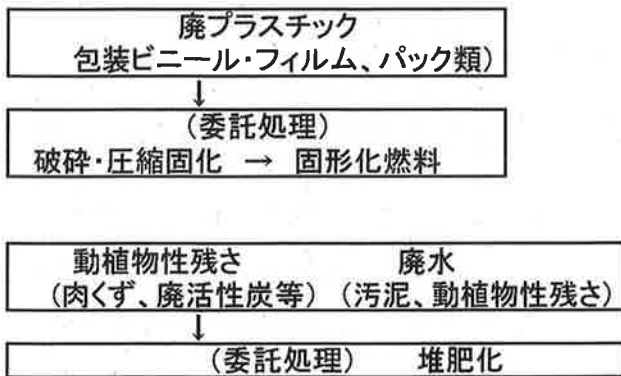 廃プラスチック
包装ビニール・フィルム、パック類)
↓
(委託処理)
破砕・圧縮固化 → 固形化燃料
動植物性残さ 廃水
(肉くず、廃活性炭等) (汚泥、動植物性残さ)
↓
(委託処理) 堆肥化